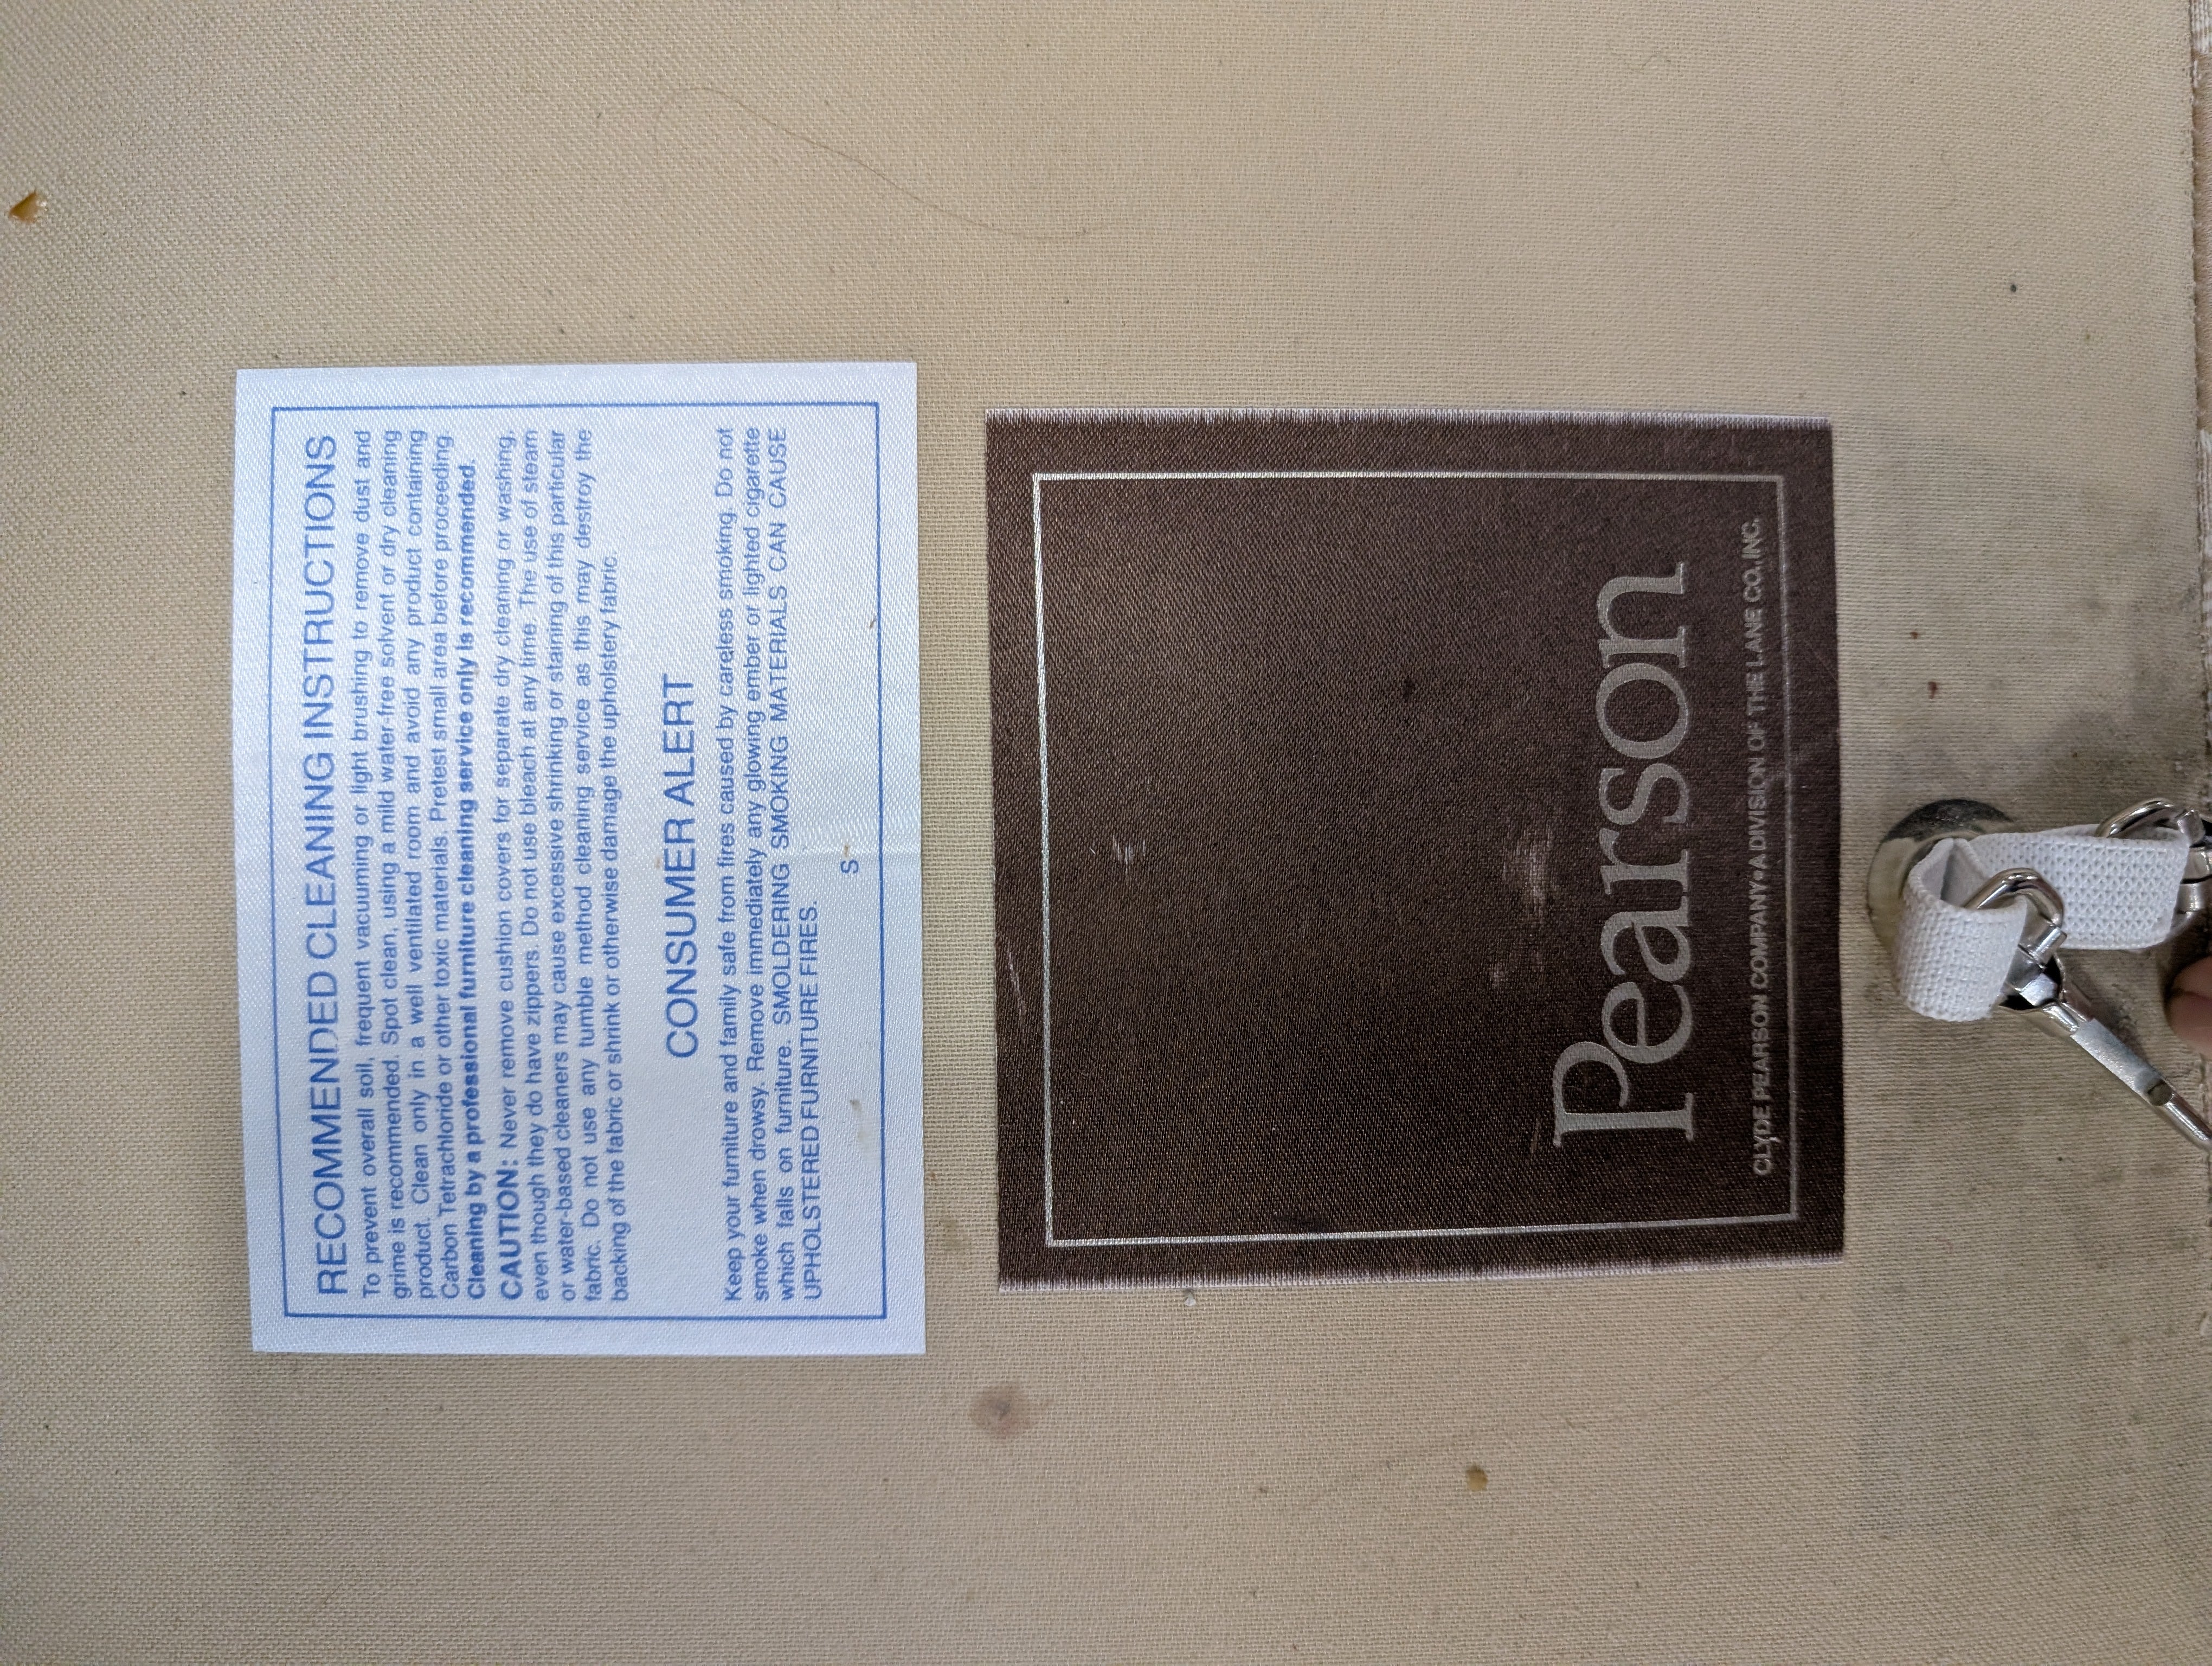 RECOMMENDED CLEANING INSTRUCTIONS
To prevent overall soil, frequent vacuuming or light brushing to remove dust and
grime is recommended. Spot clean, using a mild water-free solvent or dry cleaning
product. Clean only in a well ventilated room and avoid any product containing
Carbon Tetrachloride or other toxic materials. Pretest small area before proceeding.
Cleaning by a professional furniture cleaning service only is recommended.
CAUTION: Never remove cushion covers for separate dry cleaning or washing,
even though they do have zippers. Do not use bleach at any time. The use of steam
or water-based cleaners may cause excessive shrinking or staining of this particular
fabric. Do not use any tumble method cleaning service as this may destroy the
backing of the fabric or shrink or otherwise damage the upholstery fabric.
CONSUMER ALERT
Keep your furniture and family safe from fires caused by careless smoking. Do not
smoke when drowsy. Remove immediately any glowing ember or lighted cigarette
which falls on furniture. SMOLDERING SMOKING MATERIALS CAN CAUSE
UPHOLSTERED FURNITURE FIRES.
S
Pearson
CLYDE PEARSON COMPANY•A DIVISION OF THE LANE CO., INC.